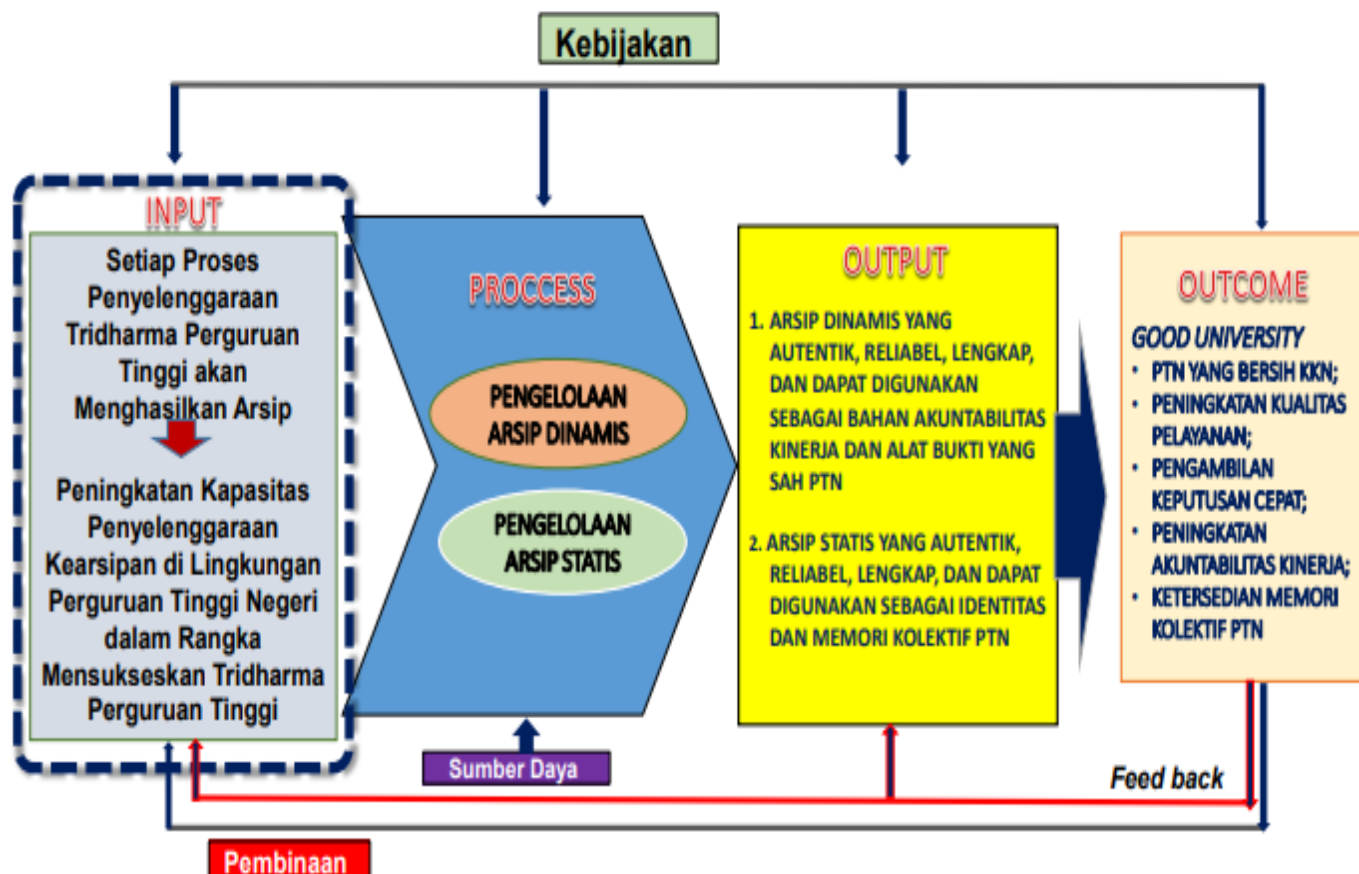 Kebijakan
INPUT
Setiap Proses
Penyelenggaraan
Tridharma Perguruan
Tinggi akan
Menghasilkan Arsip
Peningkatan Kapasitas
Penyelenggaraan
Kearsipan di Lingkungan
Perguruan Tinggi Negeri
dalam Rangka
Mensukseskan Tridharma
Perguruan Tinggi
PROCCESS
PENGELOLAAN
ARSIP DINAMIS
PENGELOLAAN
ARSIP STATIS
Sumber Daya
OUTPUT
1. ARSIP DINAMIS YANG
AUTENTIK, RELIABEL, LENGKAP,
DAN DAPAT DIGUNAKAN
SEBAGAI BAHAN AKUNTABILITAS
KINERJA DAN ALAT BUKTI YANG
SAH PTN
2. ARSIP STATIS YANG AUTENTIK,
RELIABEL, LENGKAP, DAN DAPAT
DIGUNAKAN SEBAGAI IDENTITAS
DAN MEMORI KOLEKTIF PTN
OUTCOME
GOOD UNIVERSITY
• PTN YANG BERSIH KKN;
• PENINGKATAN KUALITAS
PELAYANAN;
• PENGAMBILAN
KEPUTUSAN CEPAT;
• PENINGKATAN
AKUNTABILITAS KINERJA;
• KETERSEDIAN MEMORI
KOLEKTIF PTN
Feed back
Pembinaan